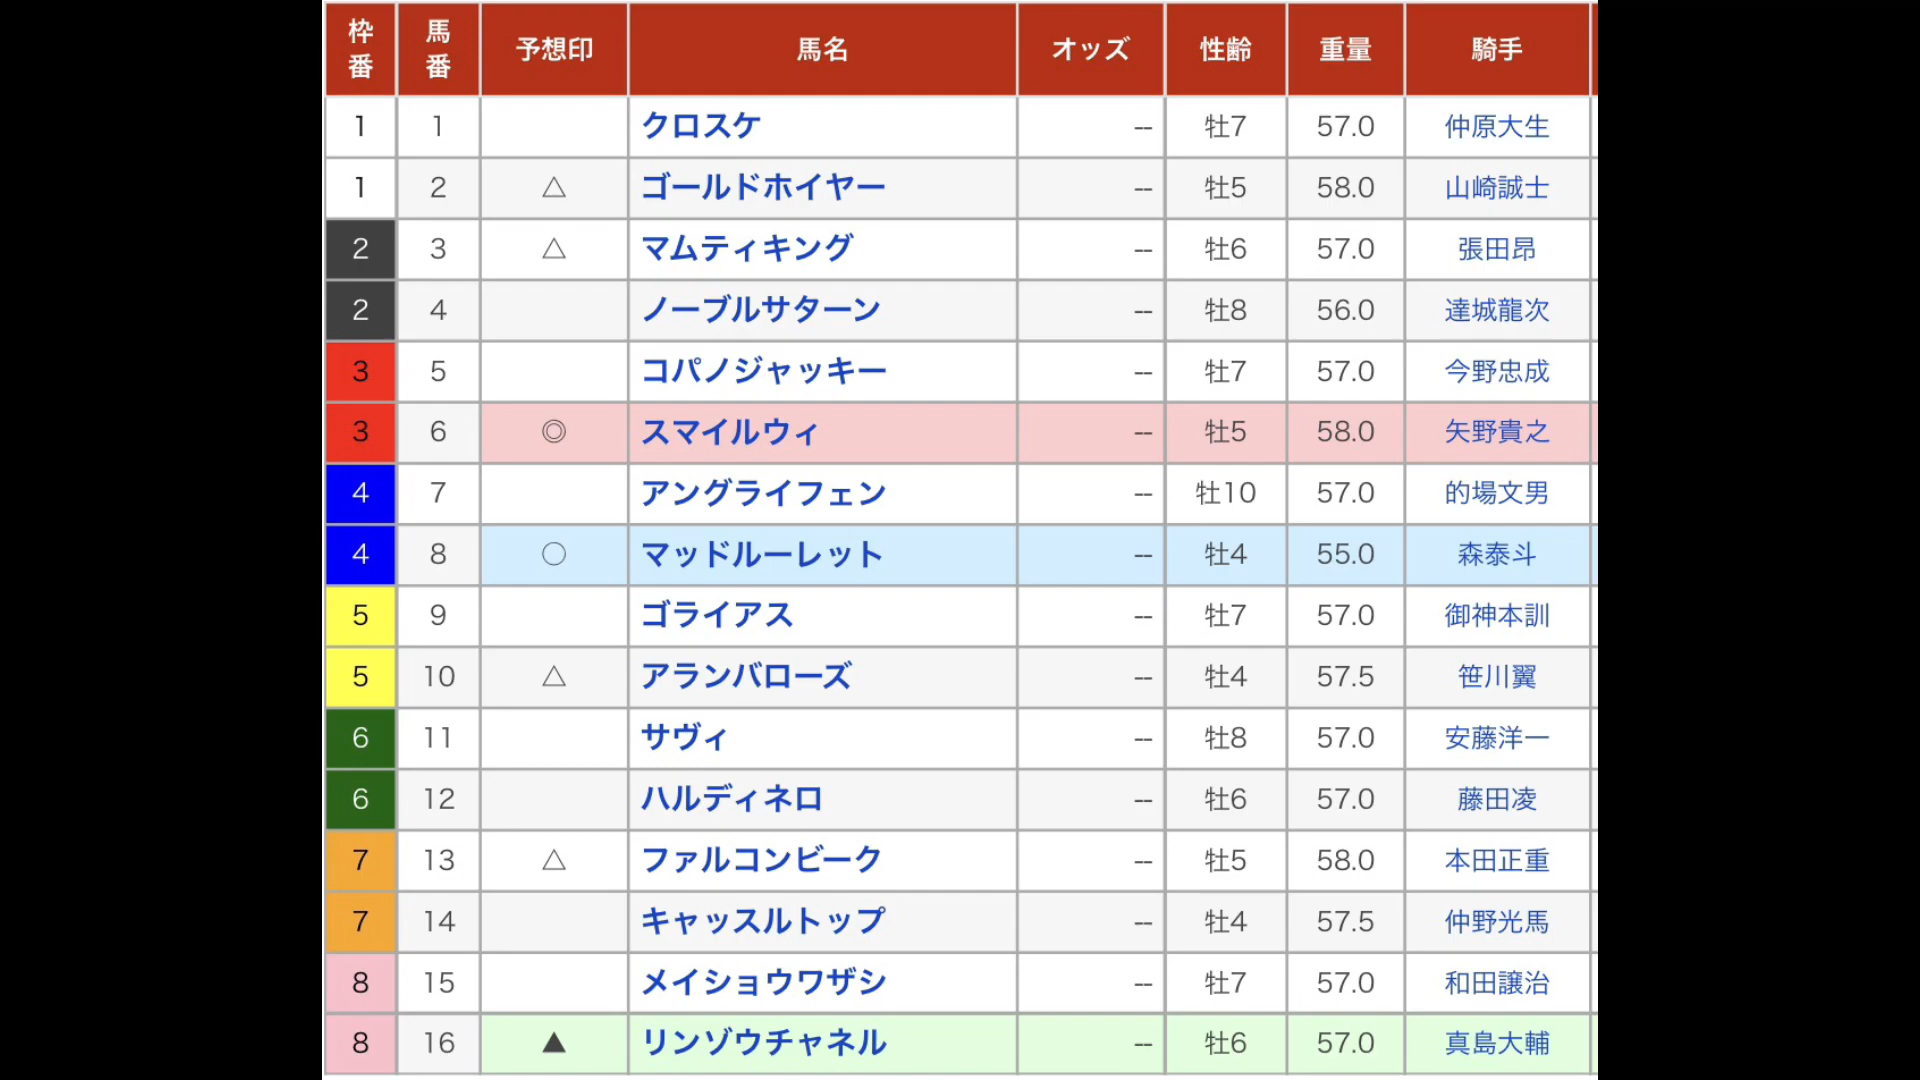 枠番 馬番 予想印 馬名 オッズ 性齢 重量 騎手
1 1 クロスケ -- 牡7 57.0 仲原大生
1 2 △ ゴールドホイヤー -- 牡5 58.0 山崎誠士
2 3 △ マムティキング -- 牡6 57.0 張田昂
2 4 ノーブルサターン -- 牡8 56.0 達城龍次
3 5 コパノジャッキー -- 牡7 57.0 今野忠成
3 6 ◎ スマイルウィ -- 牡5 58.0 矢野貴之
4 7 アングライフェン -- 牡10 57.0 的場文男
4 8 ○ マッドルーレット -- 牡4 55.0 森泰斗
5 9 ゴライアス -- 牡7 57.0 御神本訓
5 10 △ アランバローズ -- 牡4 57.5 笹川翼
6 11 サヴィ -- 牡8 57.0 安藤洋一
6 12 ハルディネロ -- 牡6 57.0 藤田凌
7 13 △ ファルコンビーク -- 牡5 58.0 本田正重
7 14 キャッスルトップ -- 牡4 57.5 仲野光馬
8 15 メイショウワザシ -- 牡7 57.0 和田譲治
8 16 ▲ リンゾウチャネル -- 牡6 57.0 真島大輔